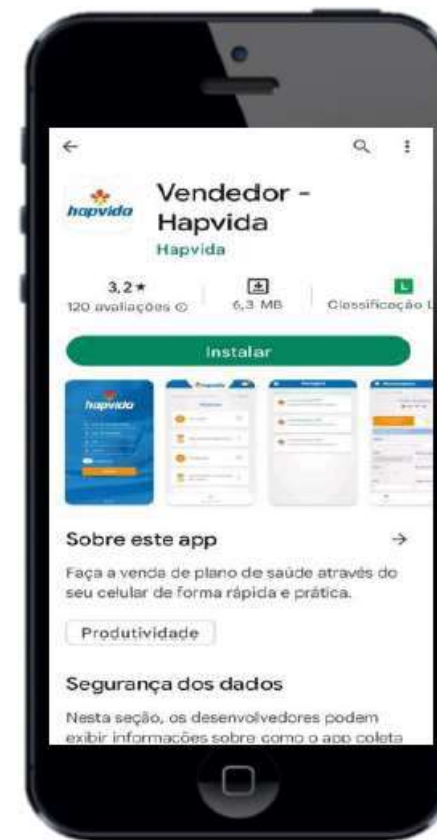 hapvida
Vendedor -
Hapvida
Hapvida
3,2★
120 avaliações
6,3 MB
L
Classificação L
Instalar
hapvida
Sobre este app
Faça a venda de plano de saúde através do
seu celular de forma rápida e prática.
Produtividade
Segurança dos dados
Nesta seção, os desenvolvedores podem
exibir informações sobre como o app coleta